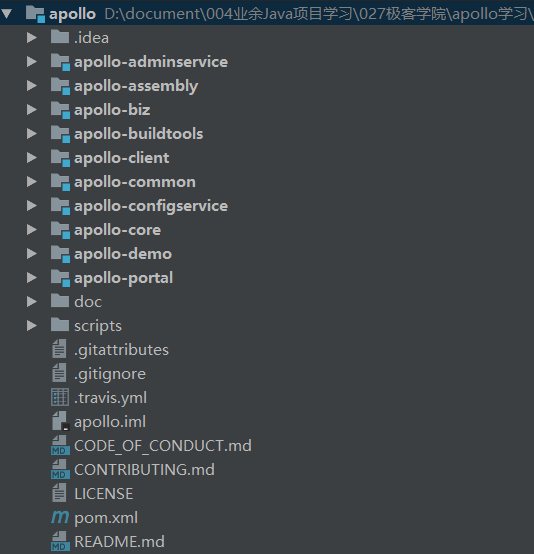 apollo D:\document\004业余Java项目学习\027极客学院\apollo学习\
.idea
apollo-adminservice
apollo-assembly
apollo-biz
apollo-buildtools
apollo-client
apollo-common
apollo-configservice
apollo-core
apollo-demo
apollo-portal
doc
scripts
.gitattributes
.gitignore
.travis.yml
apollo.iml
CODE_OF_CONDUCT.md
CONTRIBUTING.md
LICENSE
pom.xml
README.md